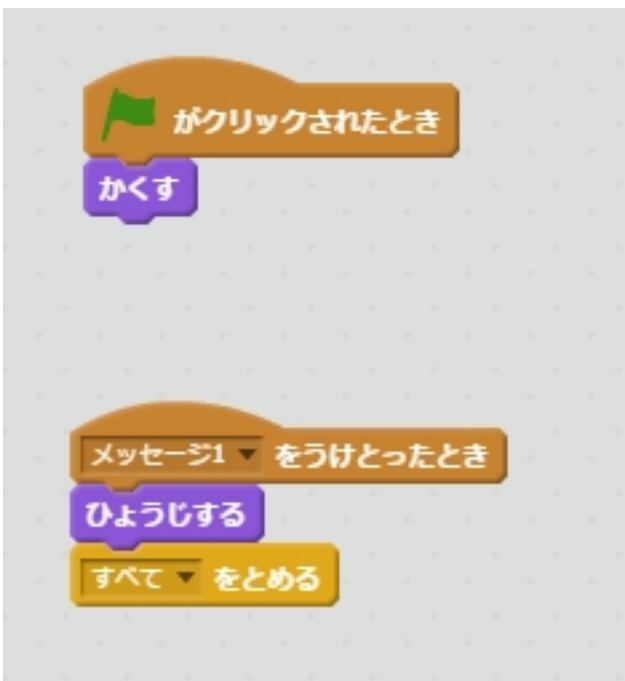 がクリックされたとき
かくす
メッセージ1 をうけとったとき
ひょうじする
すべて をとめる